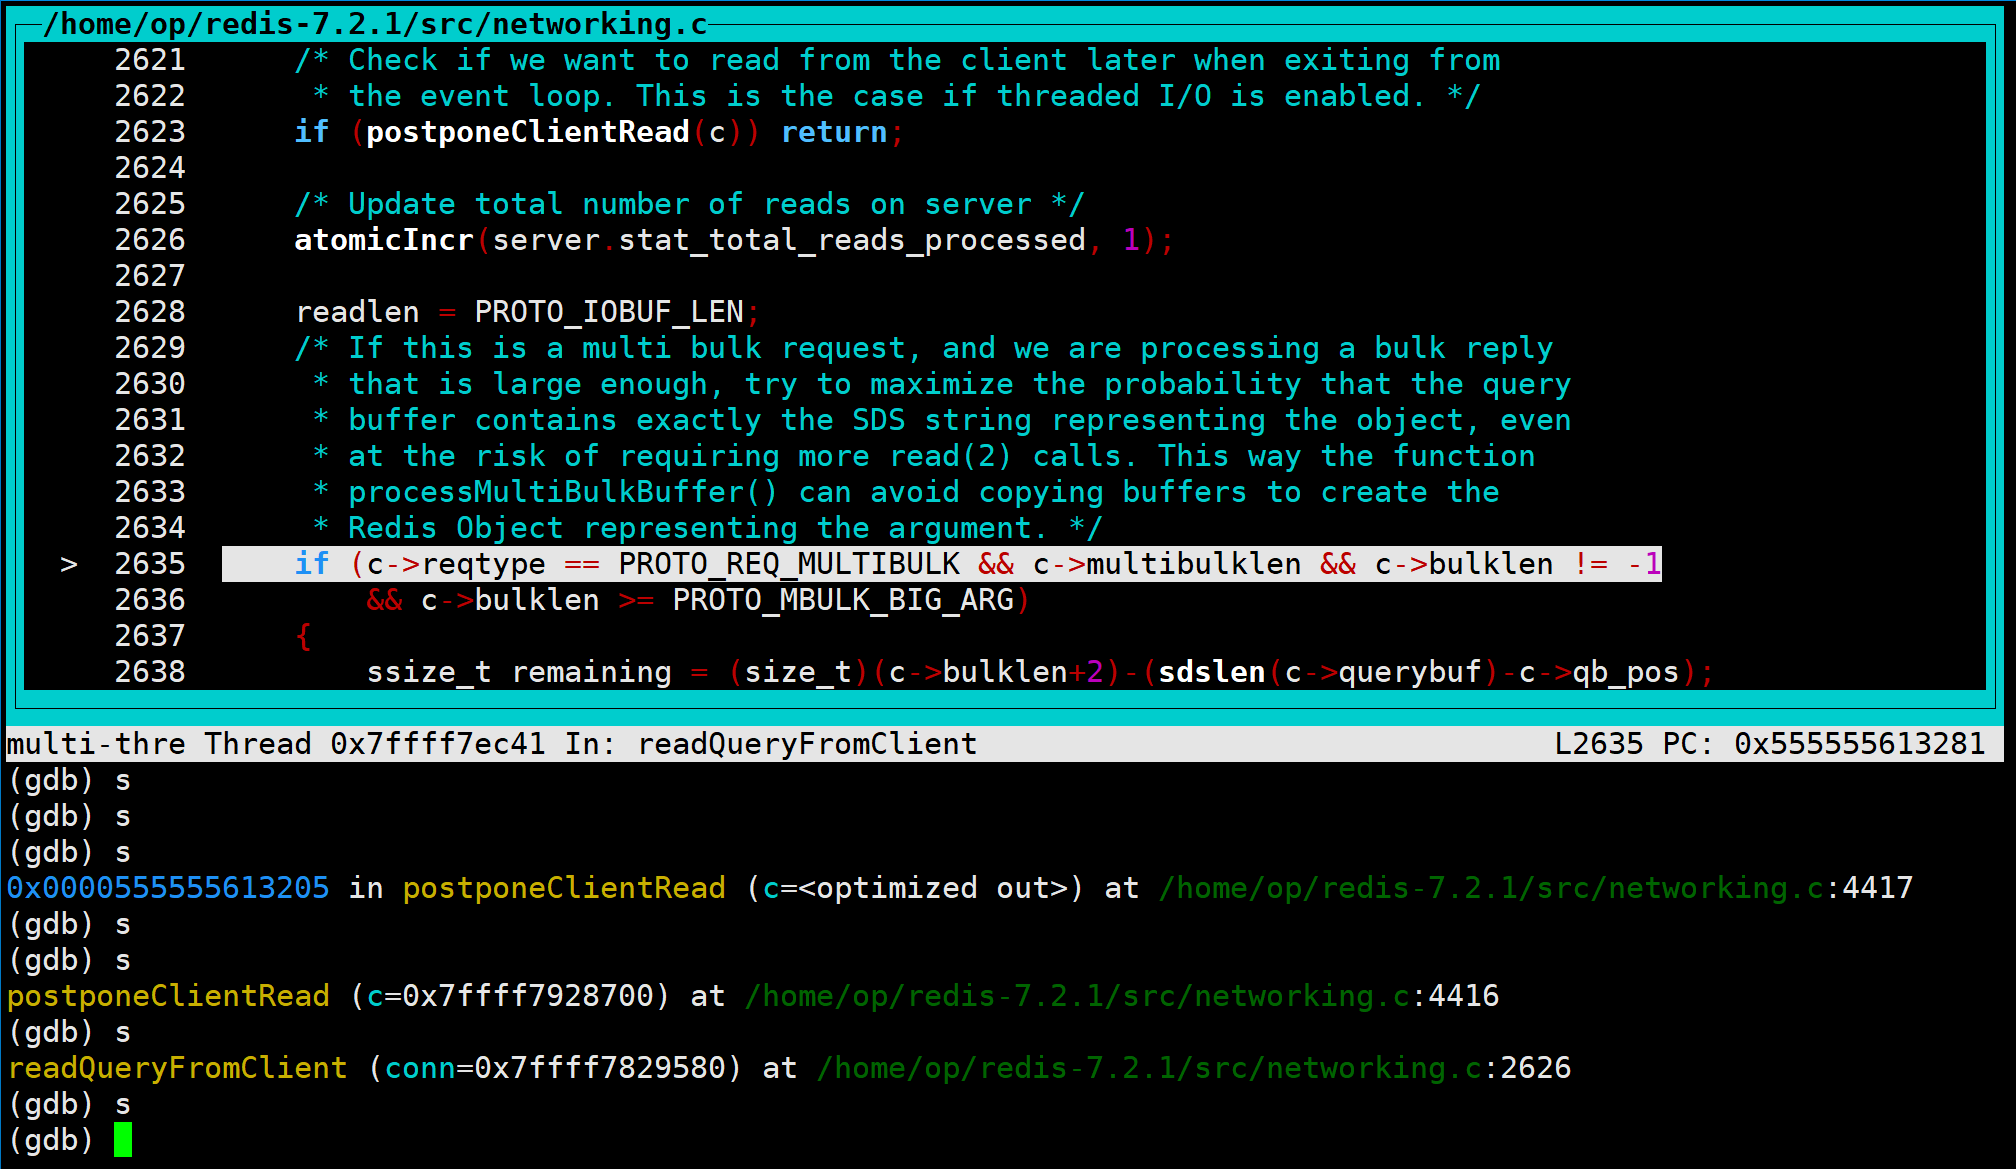 /home/op/redis-7.2.1/src/networking.c
2621 /* Check if we want to read from the client later when exiting from
2622 * the event loop. This is the case if threaded I/O is enabled. */
2623 if (postponeClientRead(c)) return;
2624
2625 /* Update total number of reads on server */
2626 atomicIncr(server.stat_total_reads_processed, 1);
2627
2628 readlen = PROTO_IOBUF_LEN;
2629 /* If this is a multi bulk request, and we are processing a bulk reply
2630 * that is large enough, try to maximize the probability that the query
2631 * buffer contains exactly the SDS string representing the object, even
2632 * at the risk of requiring more read(2) calls. This way the function
2633 * processMultiBulkBuffer() can avoid copying buffers to create the
2634 * Redis Object representing the argument. */
> 2635 if (c->reqtype == PROTO_REQ_MULTIBULK && c->multibulklen && c->bulklen != -1
2636 && c->bulklen >= PROTO_MBULK_BIG_ARG)
2637 {
2638 ssize_t remaining = (size_t)(c->bulklen+2)-(sdslen(c->querybuf)-c->qb_pos);
multi-thre Thread 0x7ffff7ec41 In: readQueryFromClient L2635 PC: 0x555555613281
(gdb) s
(gdb) s
(gdb) s
0x0000555555613205 in postponeClientRead (c=<optimized out>) at /home/op/redis-7.2.1/src/networking.c:4417
(gdb) s
(gdb) s
postponeClientRead (c=0x7ffff7928700) at /home/op/redis-7.2.1/src/networking.c:4416
(gdb) s
readQueryFromClient (conn=0x7ffff7829580) at /home/op/redis-7.2.1/src/networking.c:2626
(gdb) s
(gdb)